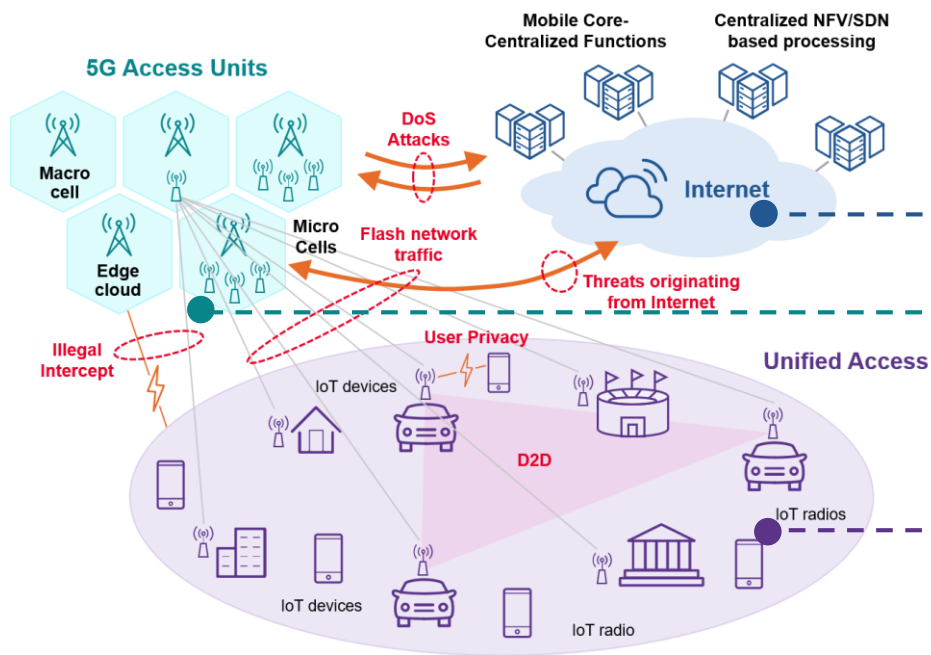 Mobile Core-
Centralized Functions
Centralized NFV/SDN
based processing
5G Access Units
DoS
Attacks
Macro
cell
Internet
Micro
Cells
Flash network
traffic
Edge
cloud
Threats originating
from Internet
Illegal
Intercept
User Privacy
Unified Access
IoT devices
D2D
IoT radios
IoT devices
IoT radio